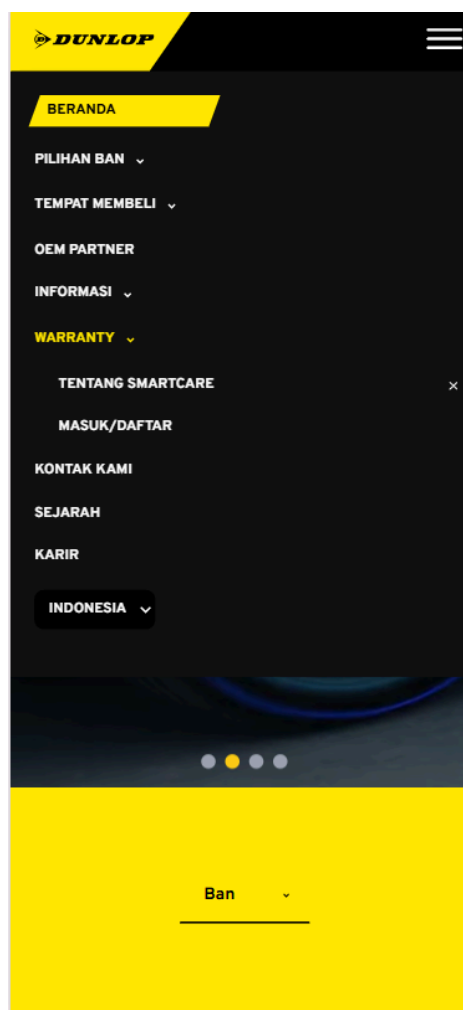 DUNLOP
BERANDA
PILIHAN BAN
TEMPAT MEMBELI
OEM PARTNER
INFORMASI
WARRANTY
TENTANG SMARTCARE
MASUK/DAFTAR
KONTAK KAMI
SEJARAH
KARIR
INDONESIA
Ban